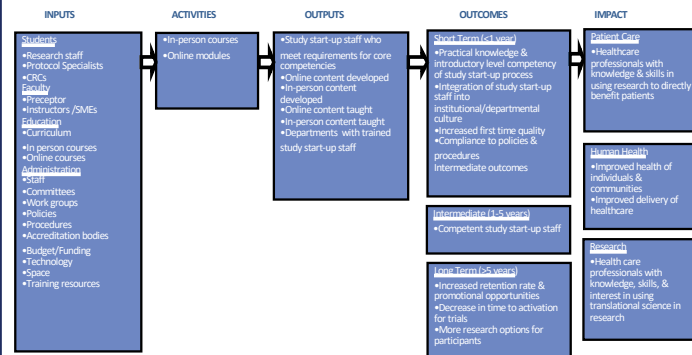 INPUTS
ACTIVITIES
OUTPUTS
OUTCOMES
IMPACT
Students
•Research staff
•Protocol Specialists
•CRCs
Faculty
•Preceptor
•Instructors /SMEs
Education
•Curriculum
•In person courses
•Online courses
Administration
•Staff
•Committees
•Work groups
•Policies
•Procedures
•Accreditation bodies
•Budget/Funding
•Technology
•Space
•Training resources
•In-person courses
•Online modules
•Study start-up staff who
meet requirements for core
competencies
•Online content developed
•In-person content
developed
•Online content taught
•In-person content taught
•Departments with trained
study start-up staff
Short Term (<1 year)
•Practical knowledge &
introductory level competency
of study start-up process
•Integration of study start-up
staff into
institutional/departmental
culture
•Increased first time quality
•Compliance to policies &
procedures
Intermediate outcomes
Intermediate (1-5 years)
•Competent study start-up staff
Long Term (>5 years)
•Increased retention rate &
promotional opportunities
•Decrease in time to activation
for trials
•More research options for
participants
Patient Care
•Healthcare
professionals with
knowledge & skills in
using research to directly
benefit patients
Human Health
•Improved health of
individuals &
communities
•Improved delivery of
healthcare
Research
•Health care
professionals with
knowledge, skills, &
interest in using
translational science in
research